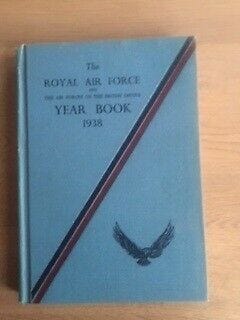 The
ROYAL AIR FORCE
AND
THE AIR FORCES OF THE BRITISH EMPIRE
YEAR BOOK
1938